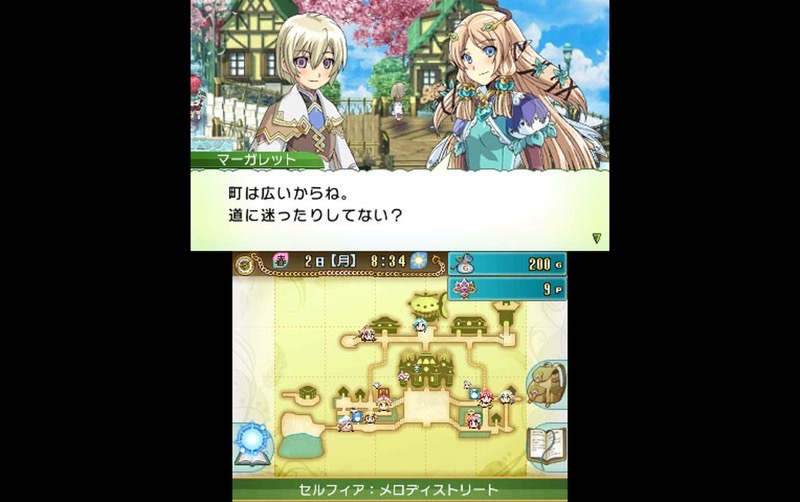 マーガレット
町は広いからね。
道に迷ったりしてない?
春 2日【月】 8:34
200 G
9 P
セルフィア:メロディストリート